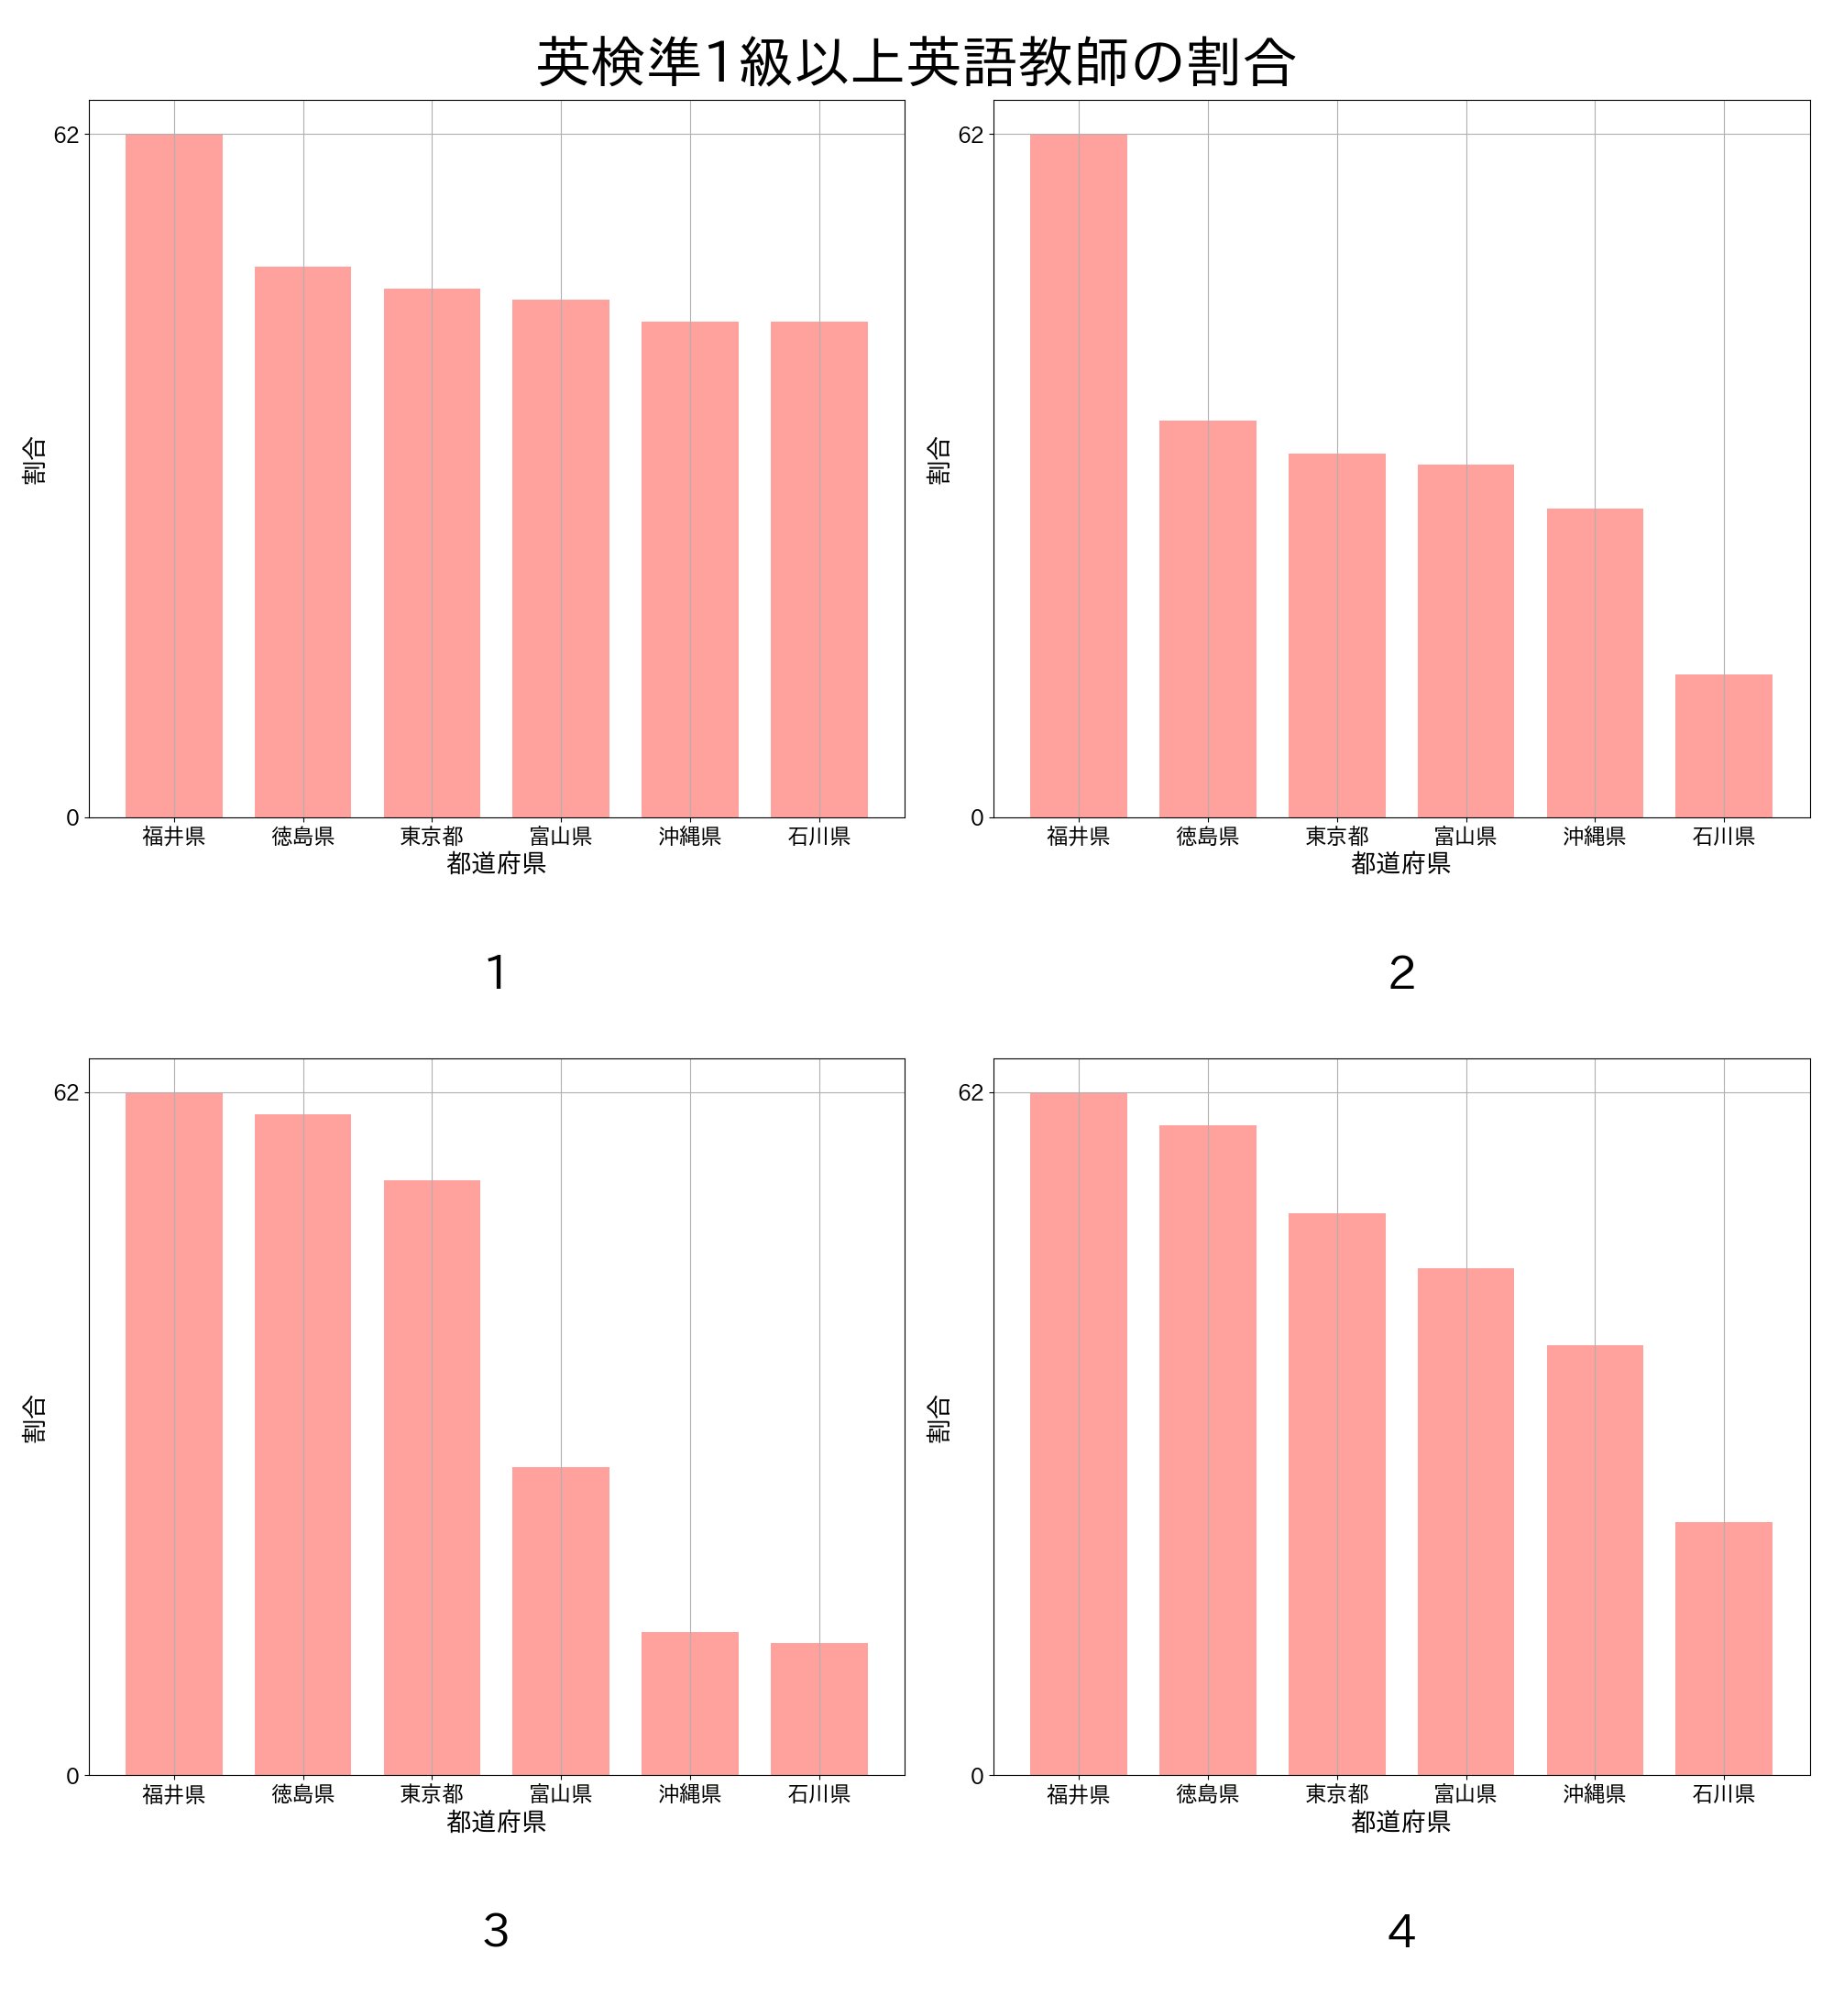 英検準1級以上英語教師の割合
62
0
割合
福井県 徳島県 東京都 富山県 沖縄県 石川県
都道府県
1
62
0
割合
福井県 徳島県 東京都 富山県 沖縄県 石川県
都道府県
2
62
0
割合
福井県 徳島県 東京都 富山県 沖縄県 石川県
都道府県
3
62
0
割合
福井県 徳島県 東京都 富山県 沖縄県 石川県
都道府県
4